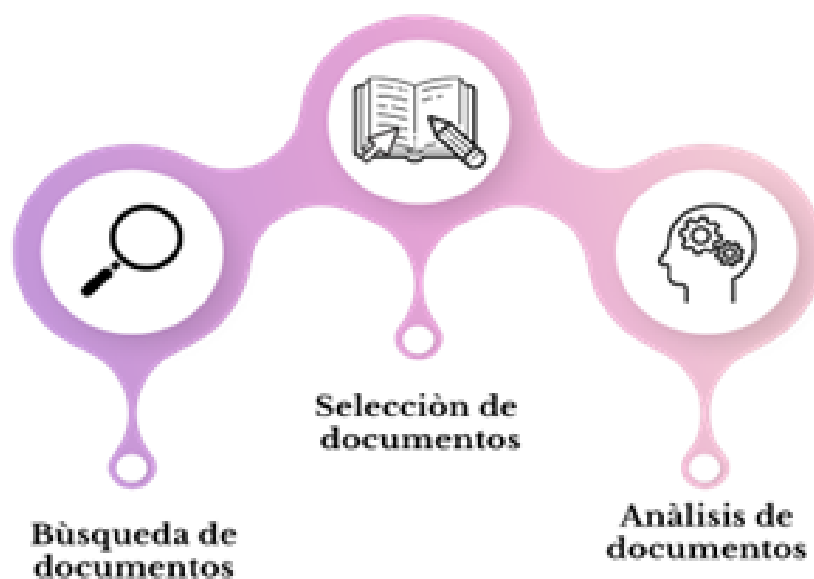 Bùsqueda de
documentos
Selecciòn de
documentos
Anàlisis de
documentos